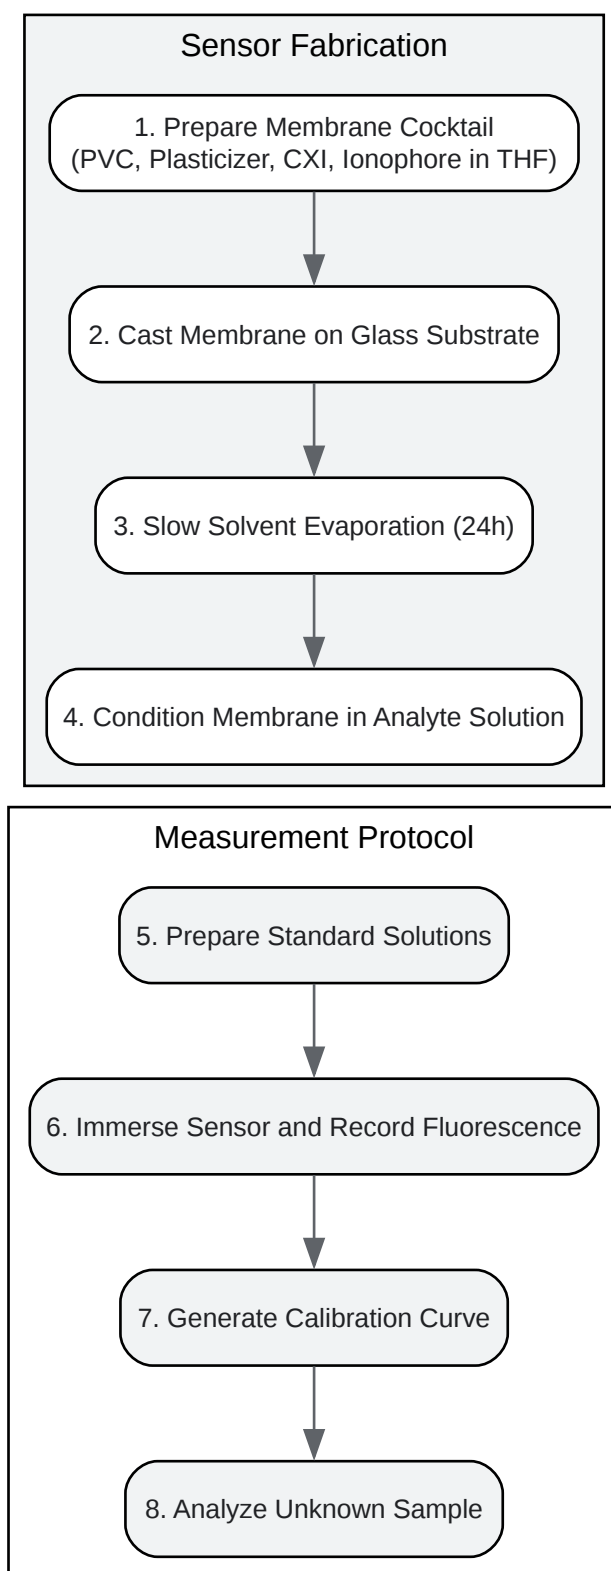 Sensor Fabrication
1. Prepare Membrane Cocktail
(PVC, Plasticizer, CXI, Ionophore in THF)
2. Cast Membrane on Glass Substrate
3. Slow Solvent Evaporation (24h)
4. Condition Membrane in Analyte Solution
Measurement Protocol
5. Prepare Standard Solutions
6. Immerse Sensor and Record Fluorescence
7. Generate Calibration Curve
8. Analyze Unknown Sample